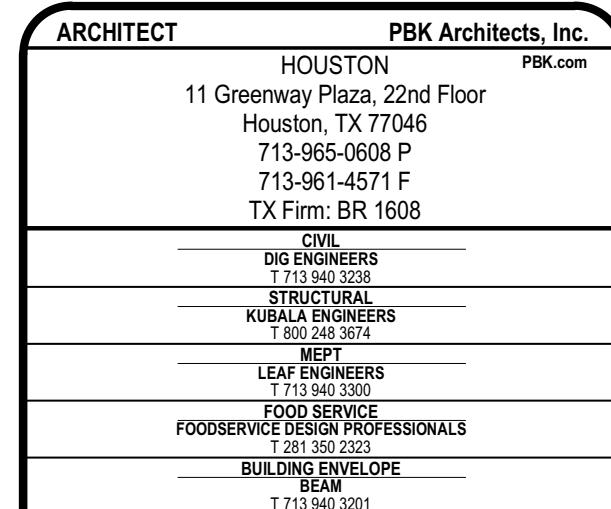 ARCHITECT PBK Architects, Inc.
HOUSTON PBK.com
11 Greenway Plaza, 22nd Floor
Houston, TX 77046
713-965-0608 P
713-961-4571 F
TX Firm: BR 1608
CIVIL
DIG ENGINEERS
T 713 940 3238
STRUCTURAL
KUBALA ENGINEERS
T 800 248 3674
MEPT
LEAF ENGINEERS
T 713 940 3300
FOOD SERVICE
FOODSERVICE DESIGN PROFESSIONALS
T 281 350 2323
BUILDING ENVELOPE
BEAM
T 713 940 3201